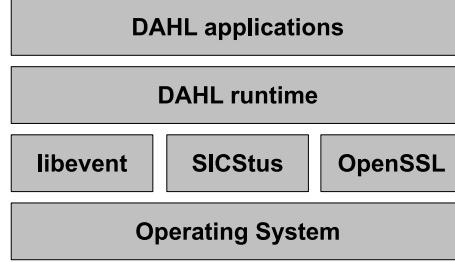 DAHL applications
DAHL runtime
libevent SICStus OpenSSL
Operating System